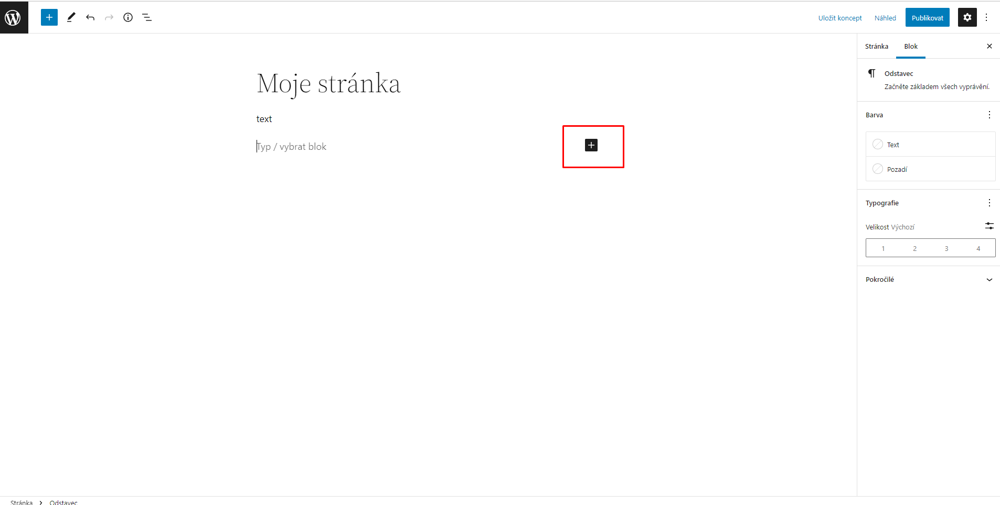 Uložit koncept Náhled Publikovat
Stránka Blok
Moje stránka
Odstavec
Začněte základem všech vyprávění.
Barva
text
Typ / vybrat blok
Text
Pozadí
Typografie
Velikost Výchozí
1 2 3 4
Pokročilé
Stránka Odstavec